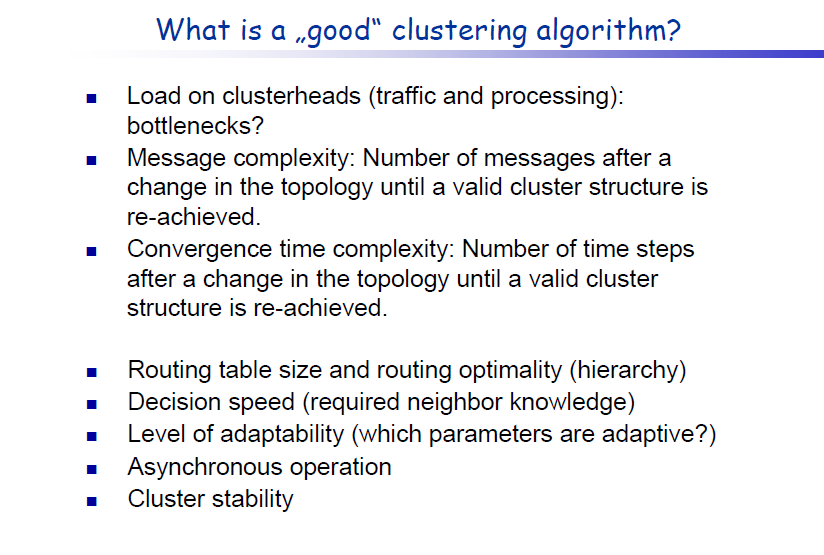 What is a „good“ clustering algorithm?
Load on clusterheads (traffic and processing):
bottlenecks?
Message complexity: Number of messages after a
change in the topology until a valid cluster structure is
re-achieved.
Convergence time complexity: Number of time steps
after a change in the topology until a valid cluster
structure is re-achieved.
Routing table size and routing optimality (hierarchy)
Decision speed (required neighbor knowledge)
Level of adaptability (which parameters are adaptive?)
Asynchronous operation
Cluster stability